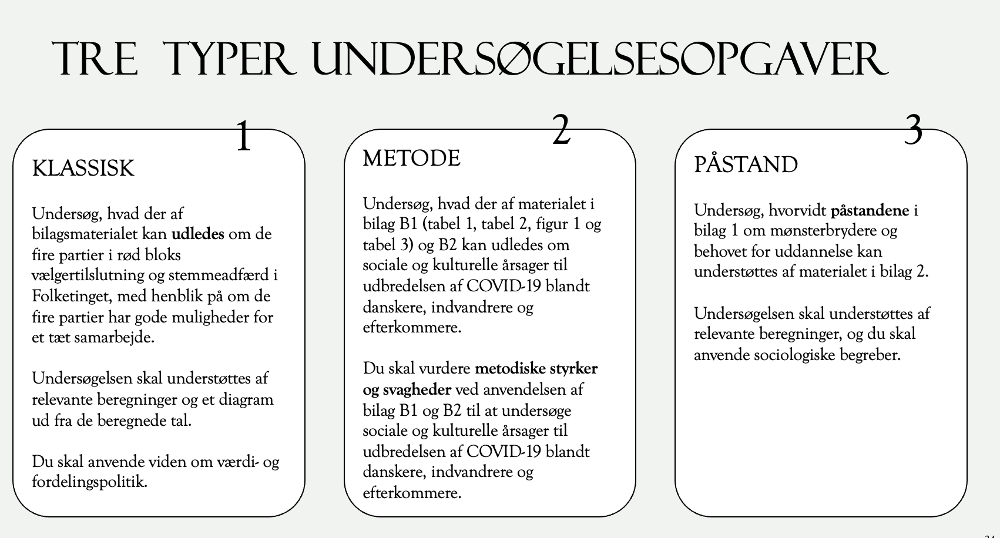 TRE TYPER UNDERSØGELSESOPGAVER
1
KLASSISK
Undersøg, hvad der af
bilagsmaterialet kan udledes om de
fire partier i rød bloks
vælgertilslutning og stemmeadfærd i
Folketinget, med henblik på om de
fire partier har gode muligheder for
et tæt samarbejde.
Undersøgelsen skal understøttes af
relevante beregninger og et diagram
ud fra de beregnede tal.
Du skal anvende viden om værdi- og
fordelingspolitik.
2
METODE
Undersøg, hvad der af materialet i
bilag B1 (tabel 1, tabel 2, figur 1 og
tabel 3) og B2 kan udledes om
sociale og kulturelle årsager til
udbredelsen af COVID-19 blandt
danskere, indvandrere og
efterkommere.
Du skal vurdere metodiske styrker
og svagheder ved anvendelsen af
bilag B1 og B2 til at undersøge
sociale og kulturelle årsager til
udbredelsen af COVID-19 blandt
danskere, indvandrere og
efterkommere.
3
PÅSTAND
Undersøg, hvorvidt påstandene i
bilag 1 om mønsterbrydere og
behovet for uddannelse kan
understøttes af materialet i bilag 2.
Undersøgelsen skal understøttes af
relevante beregninger, og du skal
anvende sociologiske begreber.